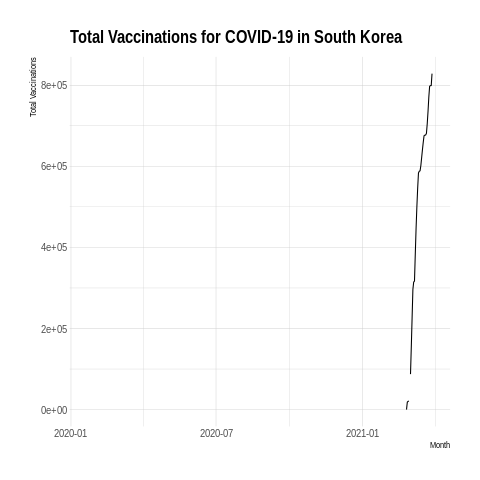 Total Vaccinations for COVID-19 in South Korea
Total Vaccinations
8e+05
6e+05
4e+05
2e+05
0e+00
2020-01 2020-07 2021-01
Month